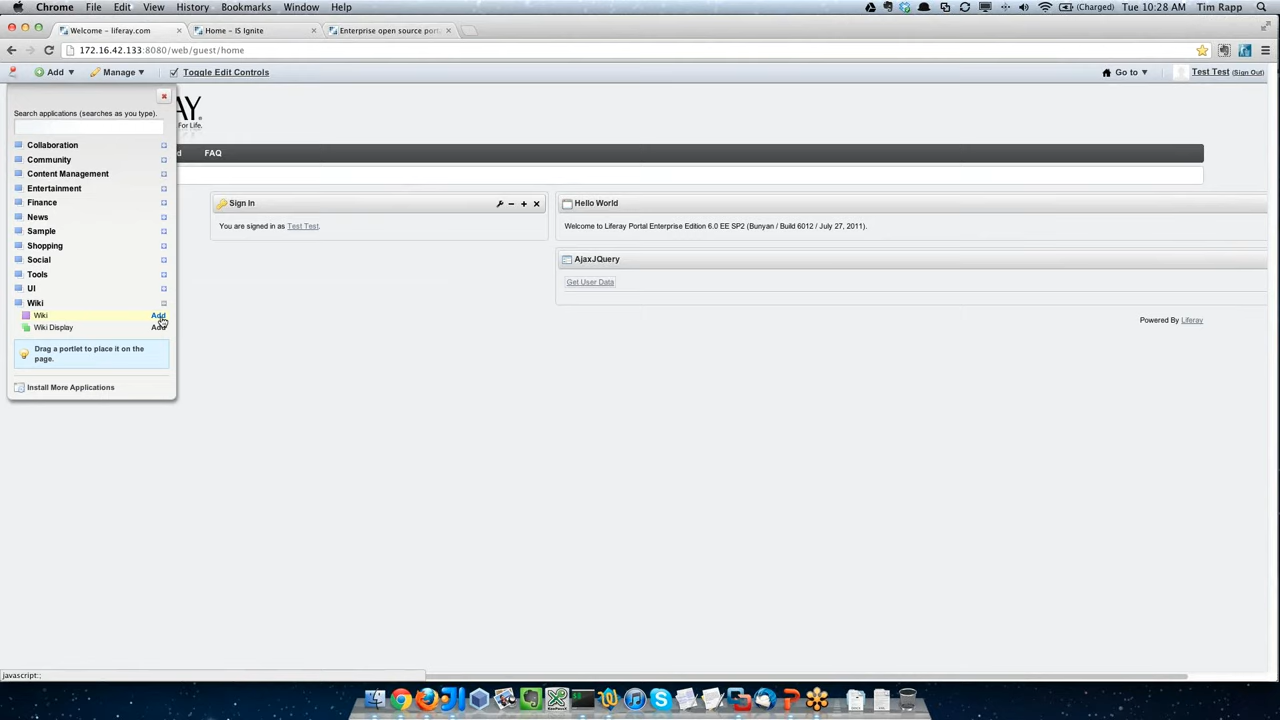 Chrome File Edit View History Bookmarks Window Help (Charged) Tue 10:28 AM Tim Rapp
Welcome – liferay.com Home – IS Ignite Enterprise open source port
172.16.42.133:8080/web/guest/home
Add Manage Toggle Edit Controls Go to Test Test (Sign Out)
AY.
For Life.
Search applications (searches as you type).
Collaboration
Community
Content Management
Entertainment
Finance
News
Sample
Shopping
Social
Tools
UI
Wiki
Wiki Add
Wiki Display Add
Drag a portlet to place it on the
page.
Install More Applications
d FAQ
Sign In
You are signed in as Test Test.
Hello World
Welcome to Liferay Portal Enterprise Edition 6.0 EE SP2 (Bunyan / Build 6012 / July 27, 2011).
AjaxJQuery
Get User Data
Powered By Liferay
javascript:;